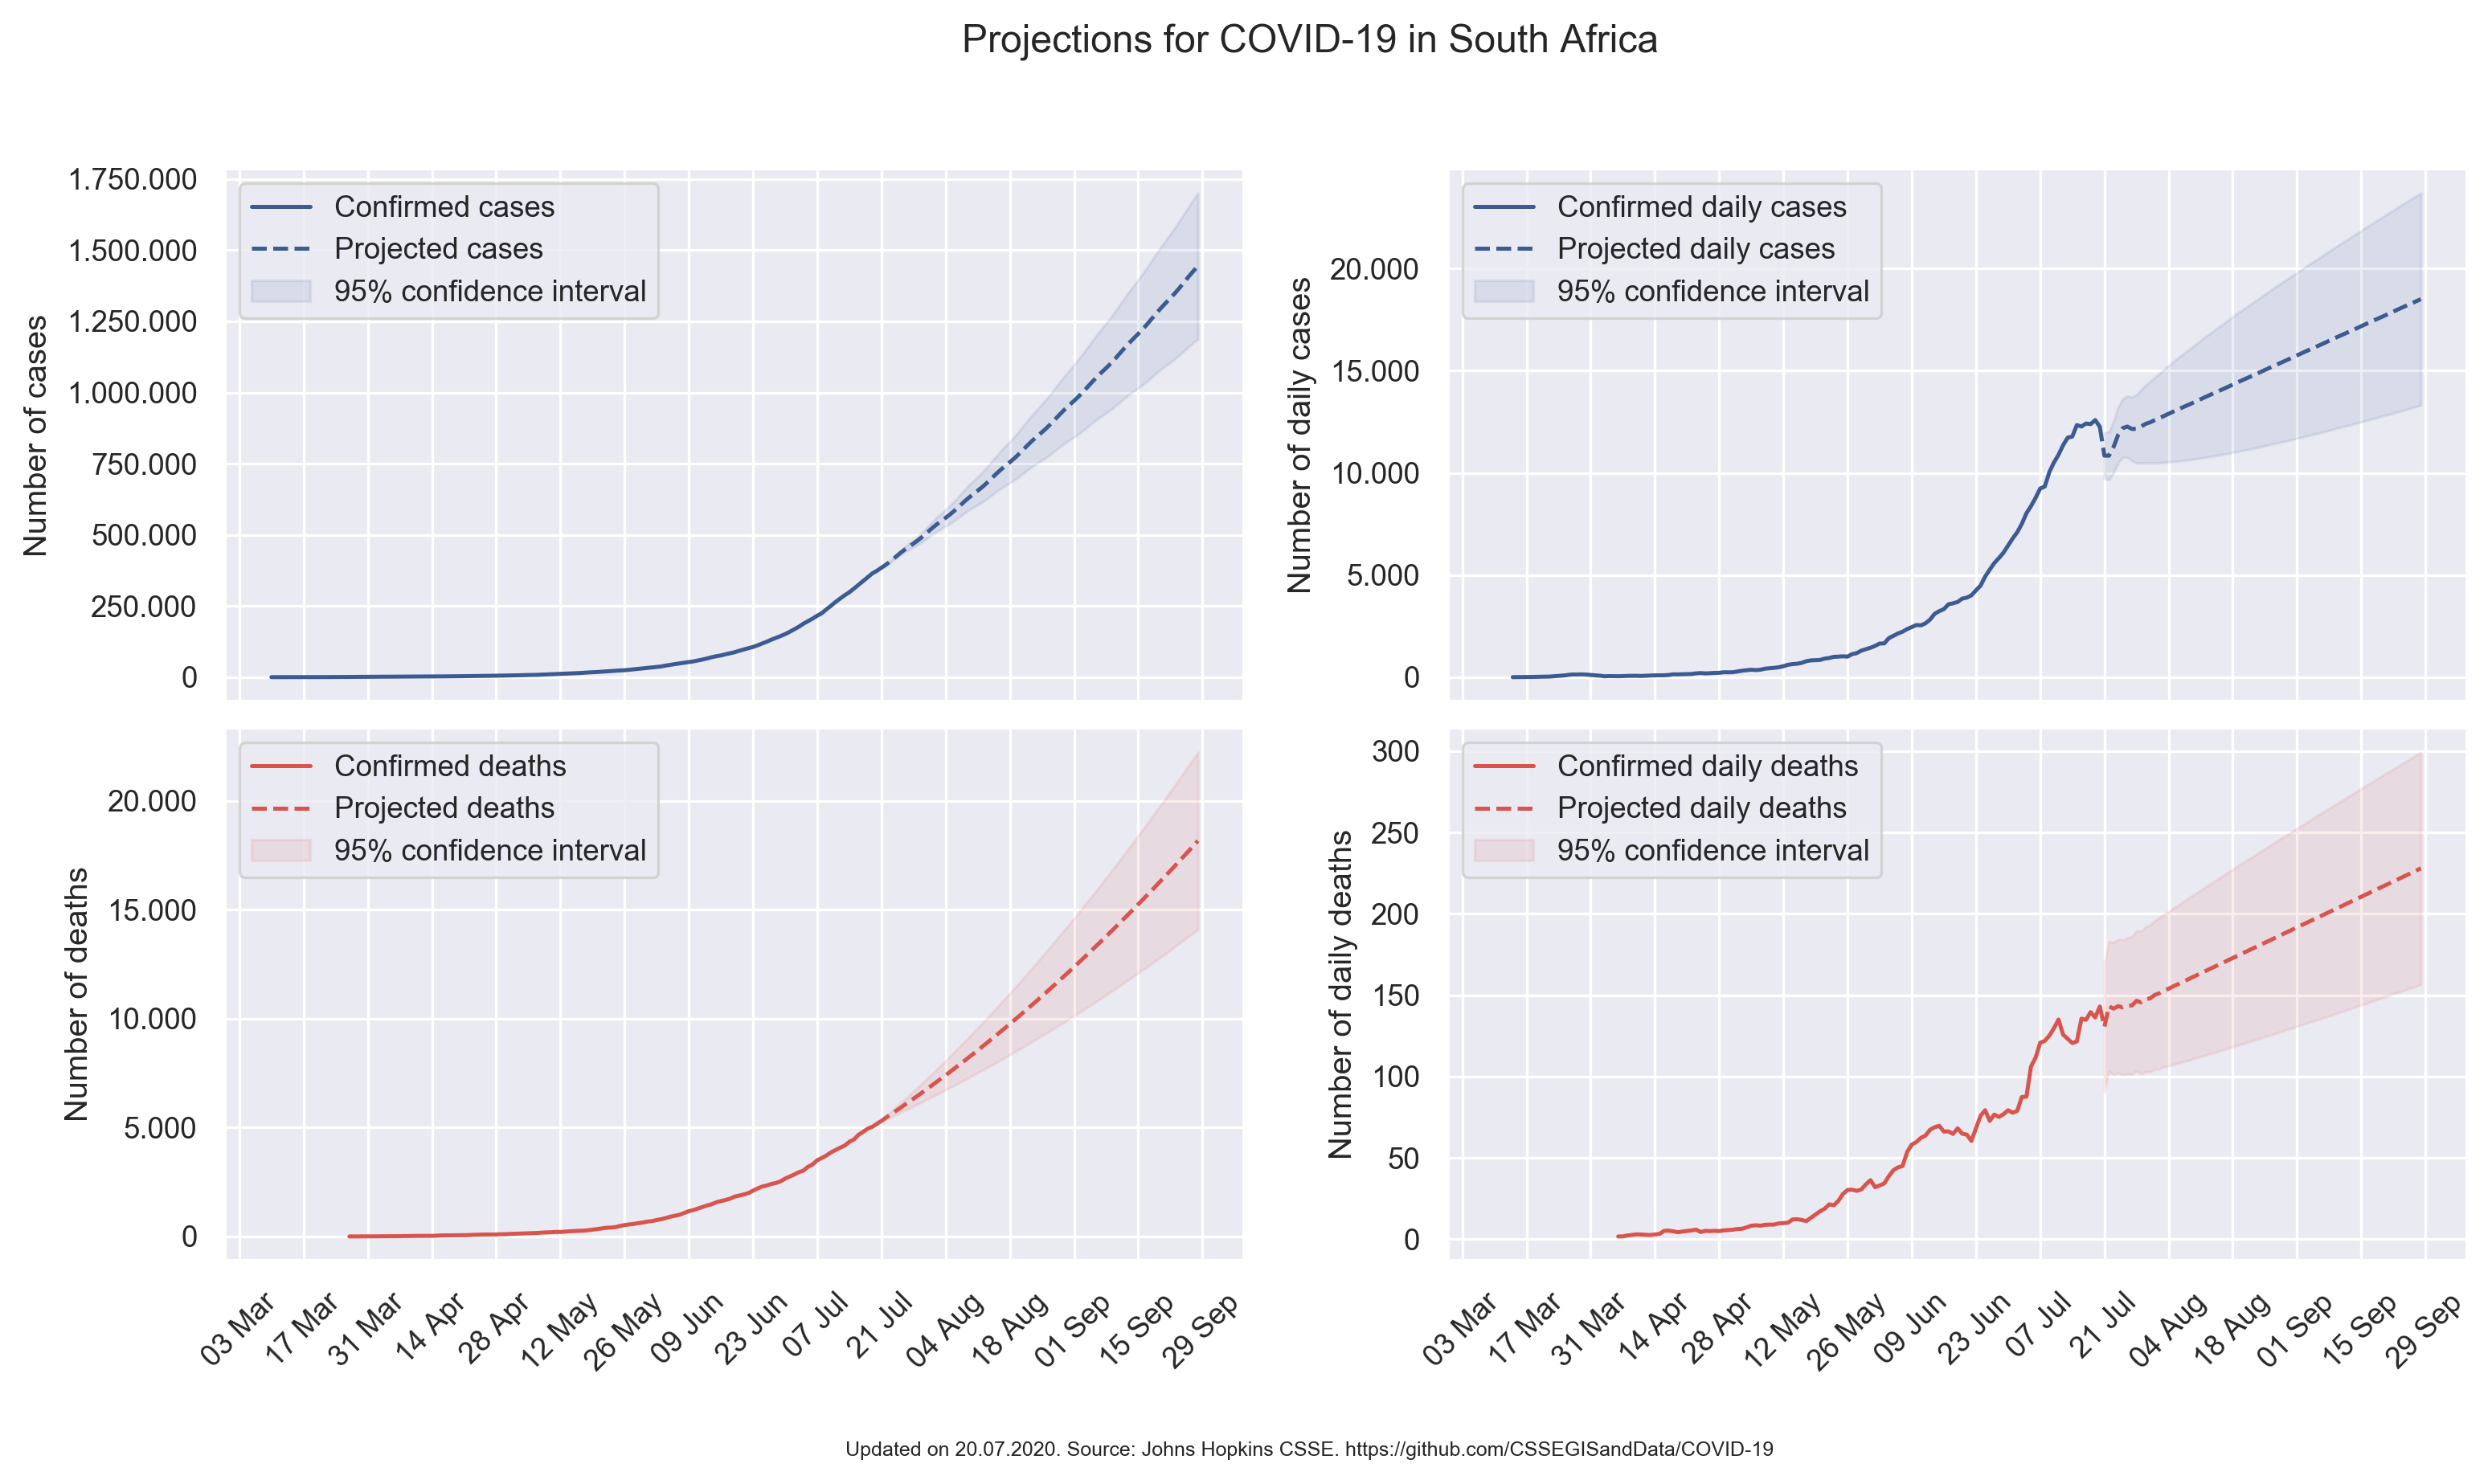 Projections for COVID-19 in South Africa
1.750.000
1.500.000
1.250.000
1.000.000
750.000
500.000
250.000
0
Number of cases
Confirmed cases
Projected cases
95% confidence interval
20.000
15.000
10.000
5.000
0
Number of daily cases
Confirmed daily cases
Projected daily cases
95% confidence interval
20.000
15.000
10.000
5.000
0
Number of deaths
Confirmed deaths
Projected deaths
95% confidence interval
03 Mar
17 Mar
31 Mar
14 Apr
28 Apr
12 May
26 May
09 Jun
23 Jun
07 Jul
21 Jul
04 Aug
18 Aug
01 Sep
15 Sep
29 Sep
300
250
200
150
100
50
0
Number of daily deaths
Confirmed daily deaths
Projected daily deaths
95% confidence interval
03 Mar
17 Mar
31 Mar
14 Apr
28 Apr
12 May
26 May
09 Jun
23 Jun
07 Jul
21 Jul
04 Aug
18 Aug
01 Sep
15 Sep
29 Sep
Updated on 20.07.2020. Source: Johns Hopkins CSSE. https://github.com/CSSEGISandData/COVID-19